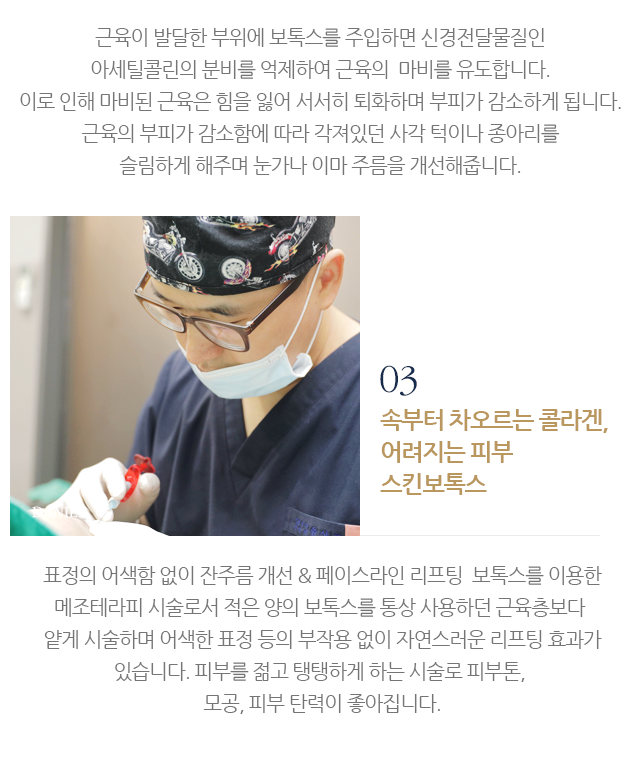 근육이 발달한 부위에 보톡스를 주입하면 신경전달물질인
아세틸콜린의 분비를 억제하여 근육의 마비를 유도합니다.
이로 인해 마비된 근육은 힘을 잃어 서서히 퇴화하며 부피가 감소하게 됩니다.
근육의 부피가 감소함에 따라 각져있던 사각 턱이나 종아리를
슬림하게 해주며 눈가나 이마 주름을 개선해줍니다.
03
속부터 차오르는 콜라겐,
어려지는 피부
스킨보톡스
표정의 어색함 없이 잔주름 개선 & 페이스라인 리프팅 보톡스를 이용한
메조테라피 시술로서 적은 양의 보톡스를 통상 사용하던 근육층보다
얕게 시술하며 어색한 표정 등의 부작용 없이 자연스러운 리프팅 효과가
있습니다. 피부를 젊고 탱탱하게 하는 시술로 피부톤,
모공, 피부 탄력이 좋아집니다.